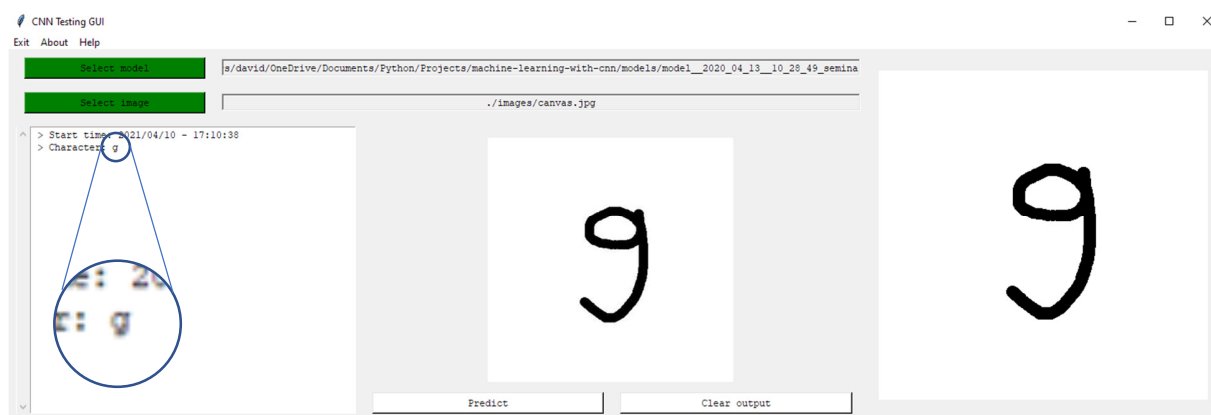 CNN Testing GUI
Exit About Help
Select model
s/david/OneDrive/Documents/Python/Projects/machine-learning-with-cnn/models/model__2020_04_13__10_28_49_semina
Select image
./images/canvas.jpg
> Start time: 2021/04/10 - 17:10:38
> Character: g
e: 20
r: g
g
g
Predict
Clear output